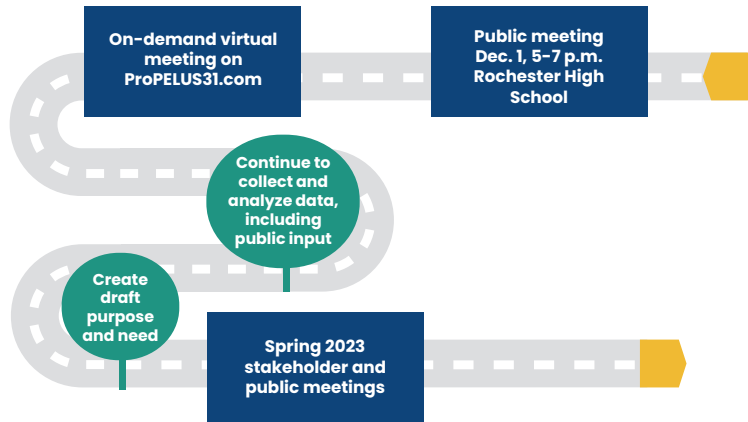 On-demand virtual
meeting on
ProPELUS31.com
Public meeting
Dec. 1, 5-7 p.m.
Rochester High
School
Continue to
collect and
analyze data,
including
public input
Create
draft
purpose
and need
Spring 2023
stakeholder and
public meetings